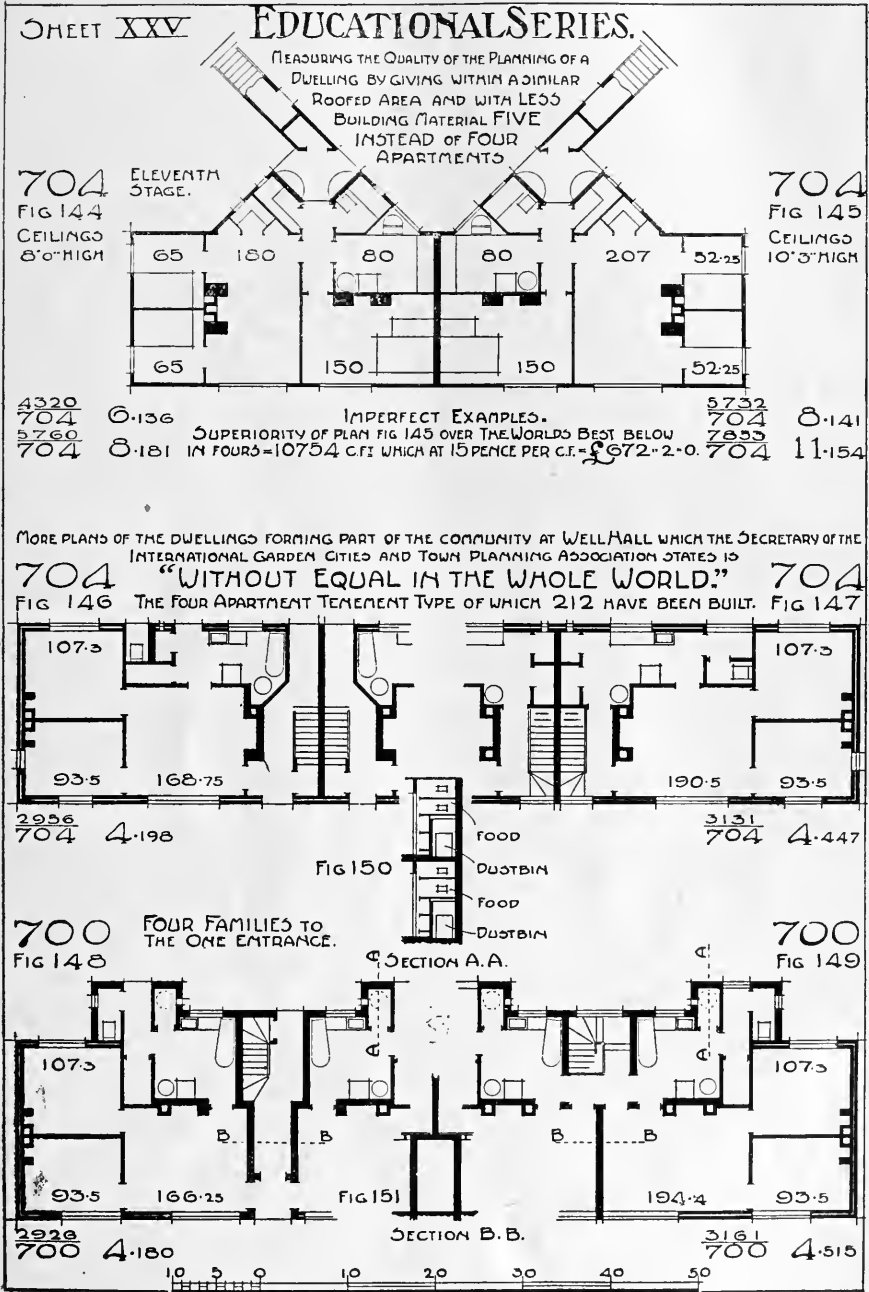 SHEET XXV EDUCATIONAL SERIES.
MEASURING THE QUALITY OF THE PLANNING OF A
DWELLING BY GIVING WITHIN A SIMILAR
ROOFED AREA AND WITH LESS
BUILDING MATERIAL FIVE
INSTEAD OF FOUR
APARTMENTS
704 ELEVENTH STAGE. 704
FIG 144 FIG 145
CEILINGS 8'0" HIGH CEILINGS 10'3" HIGH
65 180 80 80 207 52.25
65 150 150 52.25
4320
704 6.136 IMPERFECT EXAMPLES. 5732
704 8.141
5760
704 8.181 SUPERIORITY OF PLAN FIG 145 OVER THE WORLDS BEST BELOW
IN FOURS = 10754 C.FT WHICH AT 15 PENCE PER C.F. = £672-2-0. 7853
704 11.154
MORE PLANS OF THE DWELLINGS FORMING PART OF THE COMMUNITY AT WELL HALL WHICH THE SECRETARY OF THE
INTERNATIONAL GARDEN CITIES AND TOWN PLANNING ASSOCIATION STATES IS
704 "WITHOUT EQUAL IN THE WHOLE WORLD." 704
FIG 146 THE FOUR APARTMENT TENEMENT TYPE OF WHICH 212 HAVE BEEN BUILT. FIG 147
107.3 107.3
93.5 168.75 190.5 93.5
2956
704 4.198
3131
704 4.447
FIG 150
FOOD
DUSTBIN
FOOD
DUSTBIN
SECTION A.A.
700 FOUR FAMILIES TO
THE ONE ENTRANCE. 700
FIG 148 FIG 149
A A
A A
107.3 107.3
B B B B
93.5 166.25 FIG 151 194.4 93.5
SECTION B.B.
2926
700 4.180
3161
700 4.515
10 5 0 10 20 30 40 50